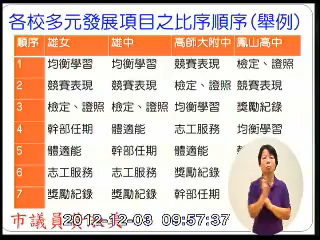 各校多元發展項目之比序順序(舉例)
順序 雄女 雄中 高師大附中 鳳山高中
1 均衡學習 均衡學習 競賽表現 檢定、證照
2 競賽表現 競賽表現 檢定、證照 競賽表現
3 檢定、證照 檢定、證照 均衡學習 獎勵紀錄
4 幹部任期 體適能 志工服務 均衡學習
5 體適能 幹部任期 體適能
6 志工服務 志工服務 獎勵紀錄
7 獎勵紀錄 獎勵紀錄 幹部任期
市議員
2012-12-03 09:57:37